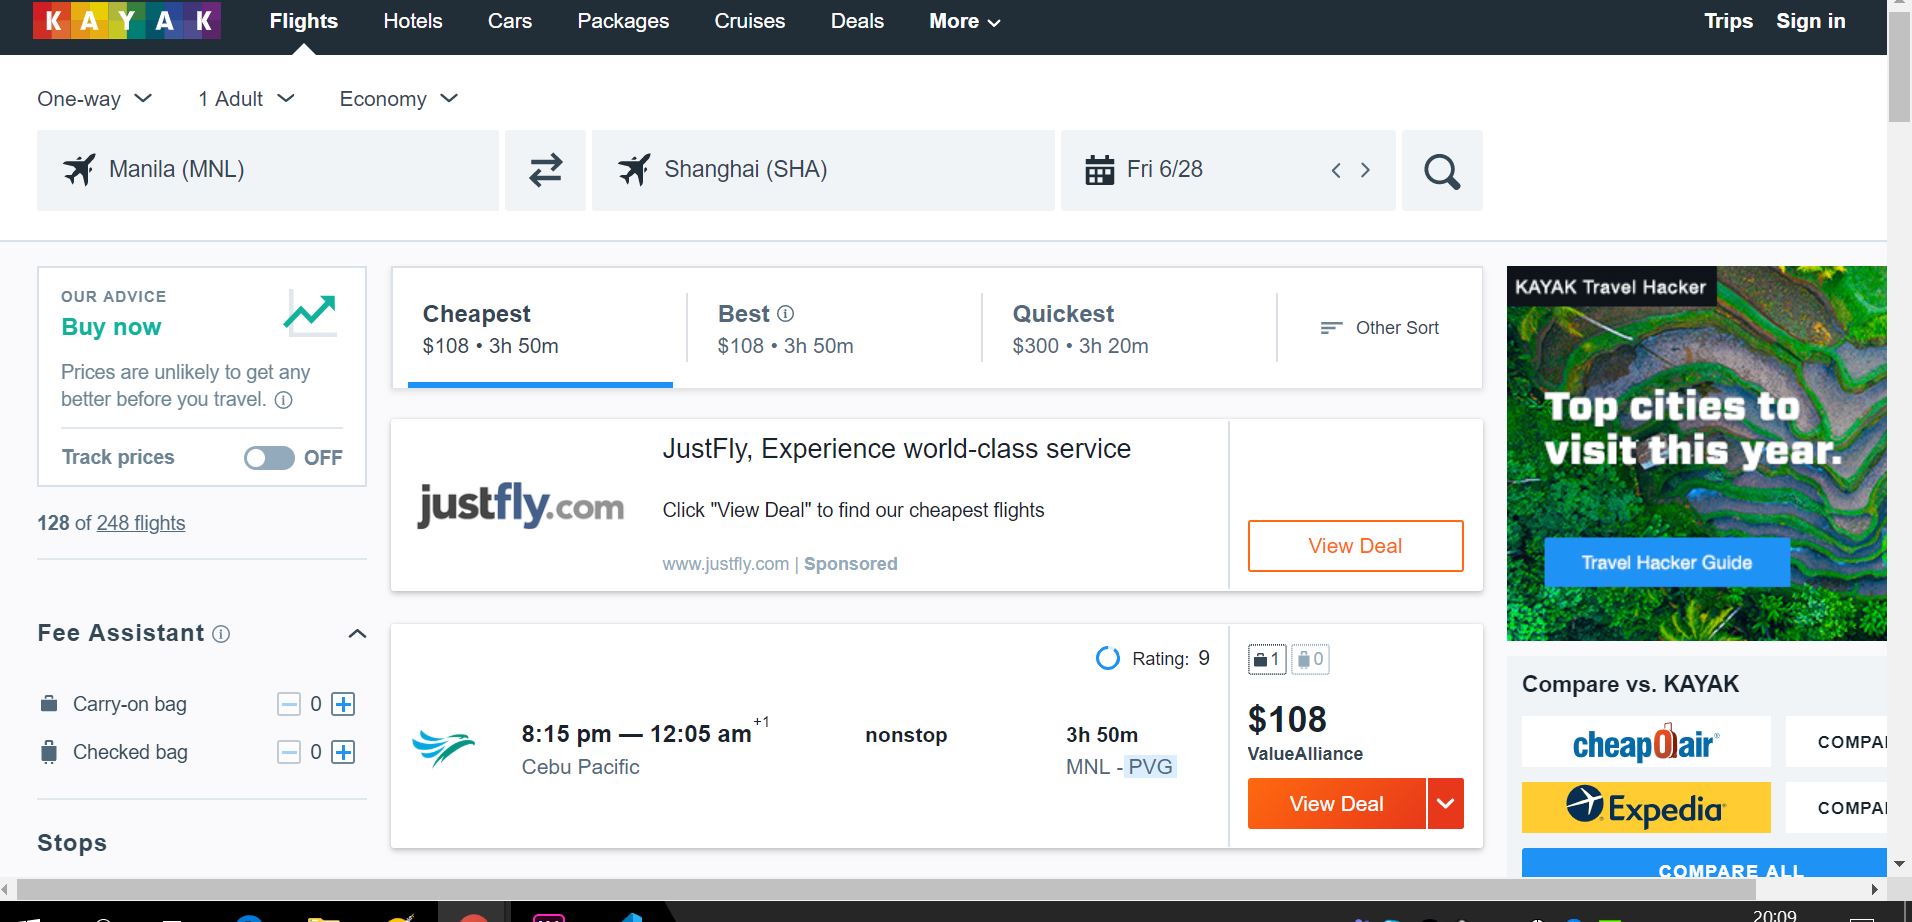 KAYAK
Flights
Hotels
Cars
Packages
Cruises
Deals
More
Trips
Sign in
One-way
1 Adult
Economy
Manila (MNL)
Shanghai (SHA)
Fri 6/28
OUR ADVICE
Buy now
Prices are unlikely to get any
better before you travel.
Track prices
OFF
128 of 248 flights
Fee Assistant
Carry-on bag
0
Checked bag
0
Stops
Cheapest
$108 • 3h 50m
Best
$108 • 3h 50m
Quickest
$300 • 3h 20m
Other Sort
justfly.com
JustFly, Experience world-class service
Click "View Deal" to find our cheapest flights
www.justfly.com | Sponsored
View Deal
Rating: 9
8:15 pm — 12:05 am+1
Cebu Pacific
nonstop
3h 50m
MNL - PVG
1
0
$108
ValueAlliance
View Deal
KAYAK Travel Hacker
Top cities to
visit this year.
Travel Hacker Guide
Compare vs. KAYAK
cheapOair
COMPA
Expedia
COMPA
COMPARE ALL
20:09